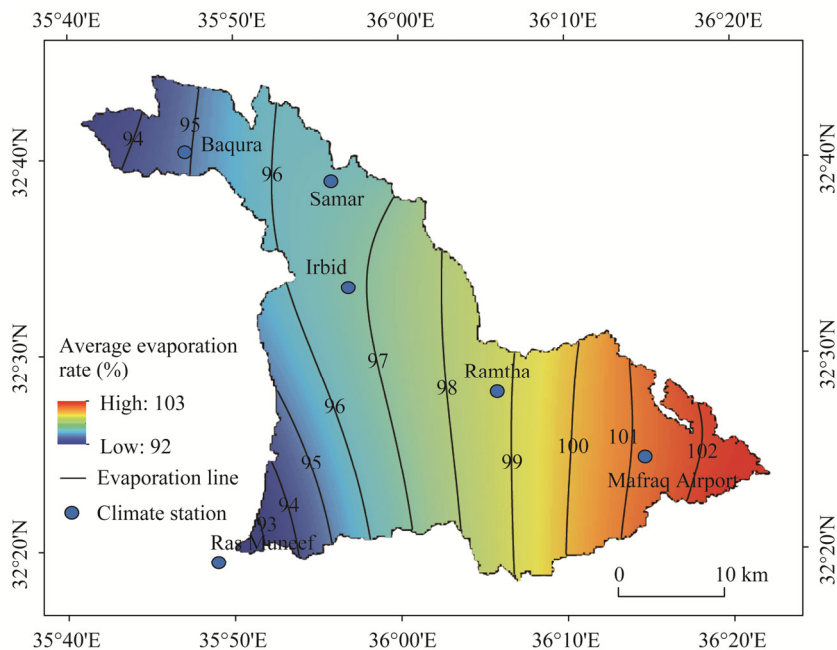 35°40'E 35°50'E 36°00'E 36°10'E 36°20'E
32°40'N
32°40'N
94
95
Baqura
96
Samar
Irbid
32°30'N
32°30'N
Average evaporation
rate (%)
High: 103
Low: 92
Evaporation line
Climate station
97
98
Ramtha
96
95
94
93
99
100
101
102
Mafraq Airport
Ras Muneef
32°20'N
32°20'N
0 10 km
35°40'E 35°50'E 36°00'E 36°10'E 36°20'E